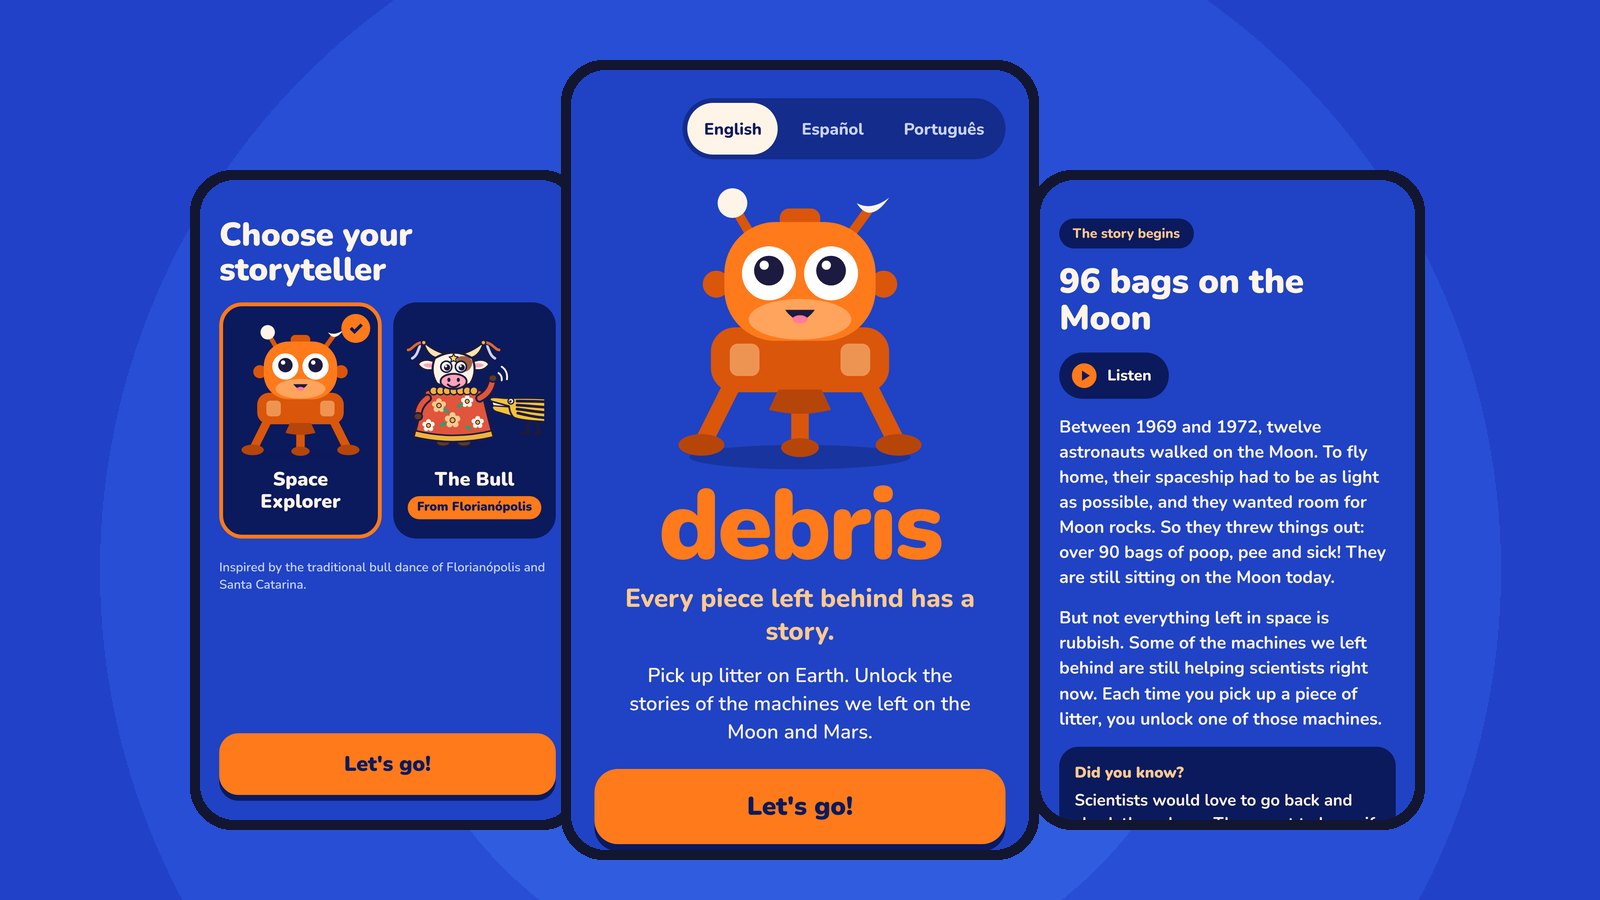 Choose your
storyteller
Space
Explorer
The Bull
From Florianópolis
Inspired by the traditional bull dance of Florianópolis and
Santa Catarina.
Let's go!
English
Español
Português
debris
Every piece left behind has a
story.
Pick up litter on Earth. Unlock the
stories of the machines we left on the
Moon and Mars.
Let's go!
The story begins
96 bags on the
Moon
Listen
Between 1969 and 1972, twelve
astronauts walked on the Moon. To fly
home, their spaceship had to be as light
as possible, and they wanted room for
Moon rocks. So they threw things out:
over 90 bags of poop, pee and sick! They
are still sitting on the Moon today.
But not everything left in space is
rubbish. Some of the machines we left
behind are still helping scientists right
now. Each time you pick up a piece of
litter, you unlock one of those machines.
Did you know?
Scientists would love to go back and